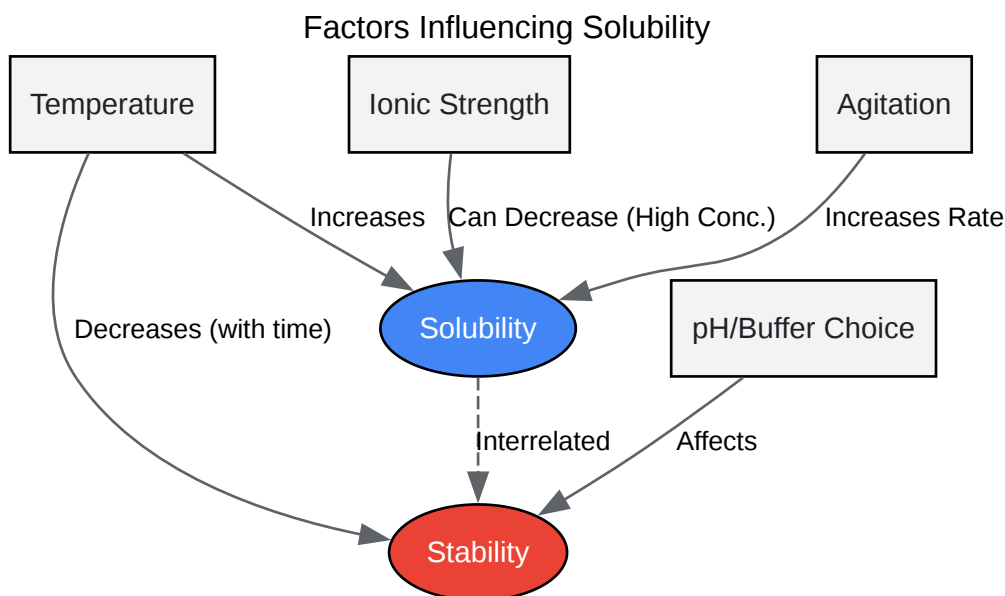 Factors Influencing Solubility
Temperature
Ionic Strength
Agitation
Increases
Can Decrease (High Conc.)
Increases Rate
Decreases (with time)
Solubility
pH/Buffer Choice
Interrelated
Affects
Stability